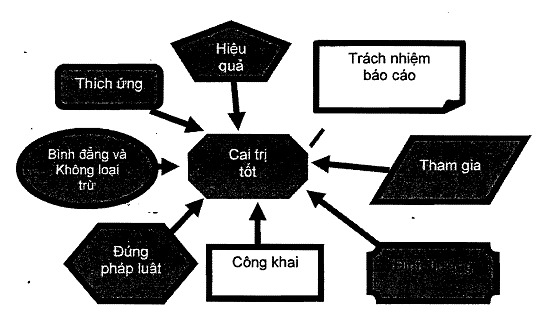 Hiệu
quả
Trách nhiệm
báo cáo
Thích ứng
Bình đẳng và
Không loại
trừ
Cai trị
tốt
Tham gia
Đúng
pháp luật
Công khai